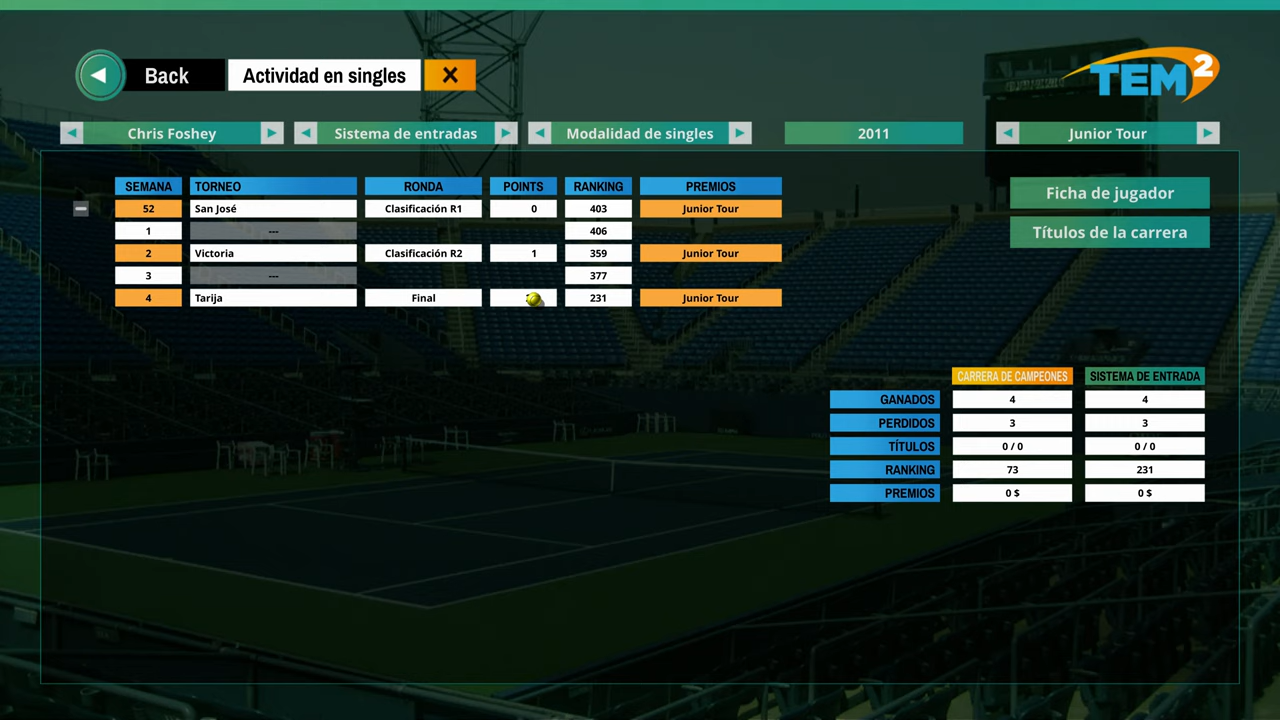 Back Actividad en singles X
TEM2
Chris Foshey Sistema de entradas Modalidad de singles 2011 Junior Tour
SEMANA TORNEO RONDA POINTS RANKING PREMIOS
52 San José Clasificación R1 0 403 Junior Tour
1 --- 406
2 Victoria Clasificación R2 1 359 Junior Tour
3 --- 377
4 Tarija Final 231 Junior Tour
Ficha de jugador
Títulos de la carrera
CARRERA DE CAMPEONES SISTEMA DE ENTRADA
GANADOS 4 4
PERDIDOS 3 3
TÍTULOS 0 / 0 0 / 0
RANKING 73 231
PREMIOS 0 $ 0 $